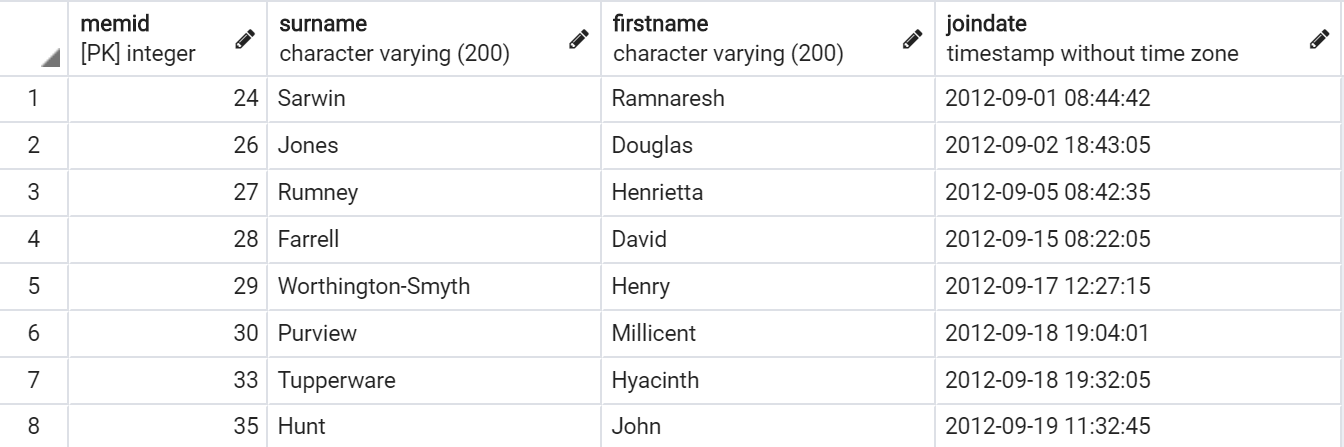 memid surname firstname joindate
[PK] integer character varying (200) character varying (200) timestamp without time zone
1 24 Sarwin Ramnaresh 2012-09-01 08:44:42
2 26 Jones Douglas 2012-09-02 18:43:05
3 27 Rumney Henrietta 2012-09-05 08:42:35
4 28 Farrell David 2012-09-15 08:22:05
5 29 Worthington-Smyth Henry 2012-09-17 12:27:15
6 30 Purview Millicent 2012-09-18 19:04:01
7 33 Tupperware Hyacinth 2012-09-18 19:32:05
8 35 Hunt John 2012-09-19 11:32:45